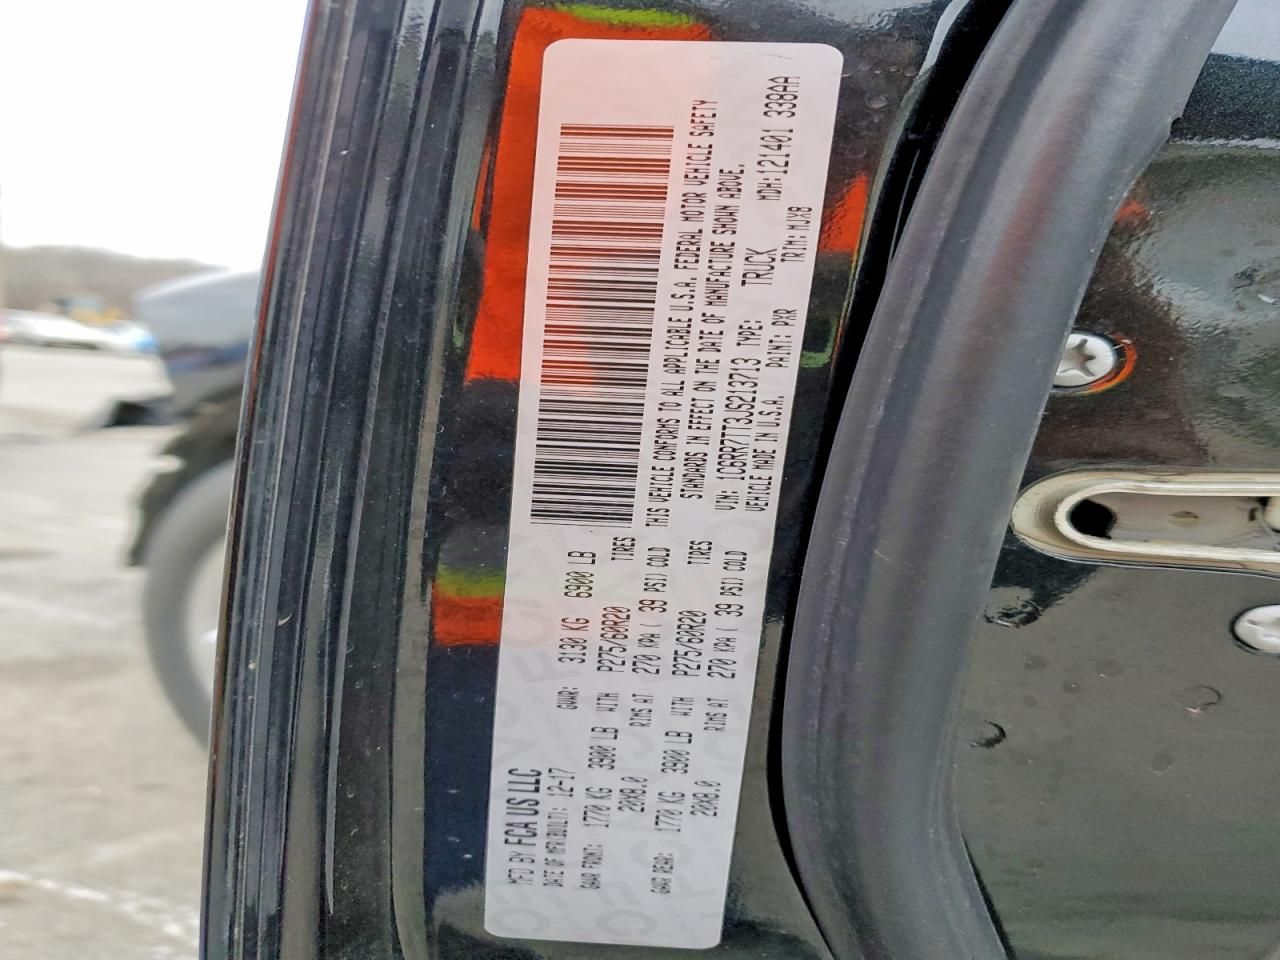 MFD BY FCA US LLC
DATE OF MFR(BUILT): 12-17 GVWR: 3130 KG 6900 LB
GAWR FRONT: 1770 KG 3900 LB WITH P275/60R20 TIRES
20X8.0 RIMS AT 270 KPA ( 39 PSI) COLD
GAWR REAR: 1770 KG 3900 LB WITH P275/60R20 TIRES
20X8.0 RIMS AT 270 KPA ( 39 PSI) COLD
THIS VEHICLE CONFORMS TO ALL APPLICABLE U.S.A. FEDERAL MOTOR VEHICLE SAFETY
STANDARDS IN EFFECT ON THE DATE OF MANUFACTURE SHOWN ABOVE.
VIN: 1C6RR7TT3JS213713 TYPE: TRUCK MDH:121401 338AA
VEHICLE MADE IN U.S.A. PAINT: PXR TRIM: MJX8